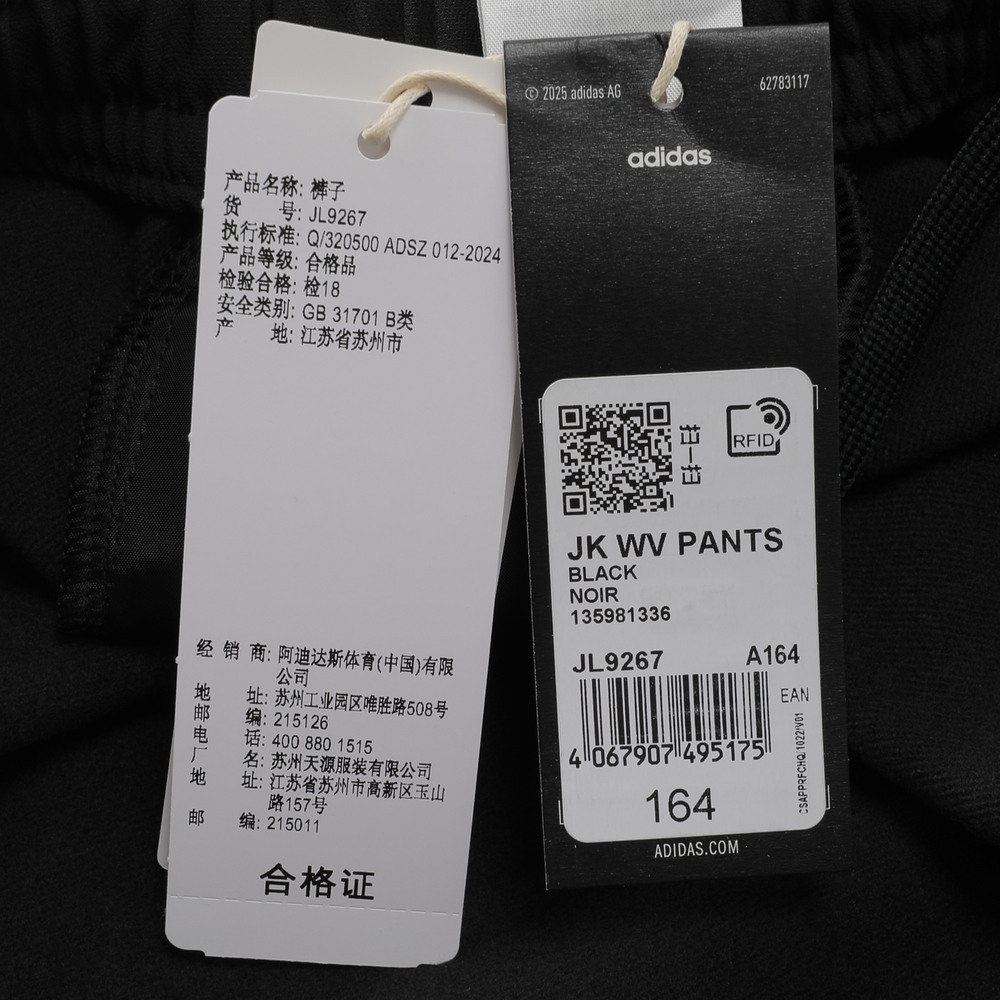 产品名称: 裤子
货 号: JL9267
执行标准: Q/320500 ADSZ 012-2024
产品等级: 合格品
检验合格: 检18
安全类别: GB 31701 B类
产 地: 江苏省苏州市
经 销 商: 阿迪达斯体育(中国)有限
公司
地 址: 苏州工业园区唯胜路508号
邮 编: 215126
电 话: 400 880 1515
厂 名: 苏州天源服装有限公司
地 址: 江苏省苏州市高新区玉山
路157号
邮 编: 215011
合格证
© 2025 adidas AG
62783117
adidas
扫一扫
RFID
JK WV PANTS
BLACK
NOIR
135981336
JL9267 A164
EAN
4 067907 495175
CSAPPRFCHQ 1022/V01
164
ADIDAS.COM